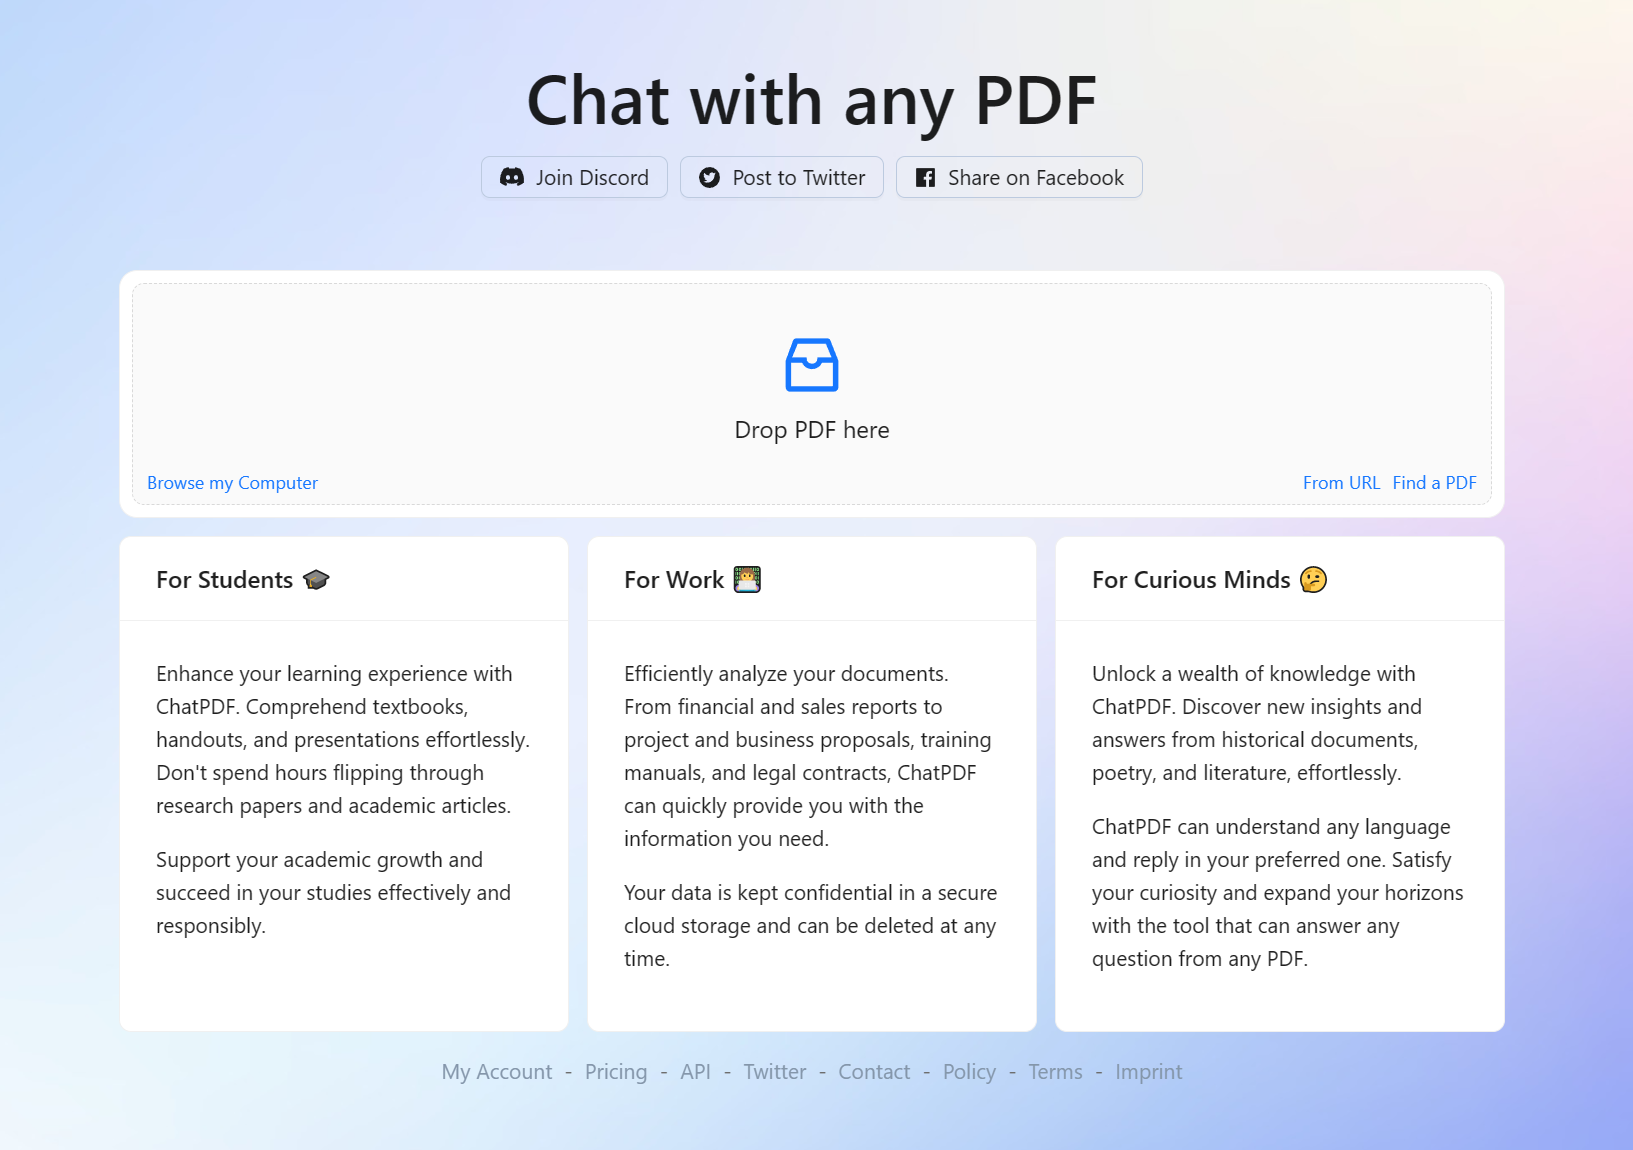 Chat with any PDF
Join Discord
Post to Twitter
Share on Facebook
Drop PDF here
Browse my Computer
From URL
Find a PDF
For Students 🎓
Enhance your learning experience with
ChatPDF. Comprehend textbooks,
handouts, and presentations effortlessly.
Don't spend hours flipping through
research papers and academic articles.
Support your academic growth and
succeed in your studies effectively and
responsibly.
For Work 👨‍💻
Efficiently analyze your documents.
From financial and sales reports to
project and business proposals, training
manuals, and legal contracts, ChatPDF
can quickly provide you with the
information you need.
Your data is kept confidential in a secure
cloud storage and can be deleted at any
time.
For Curious Minds 🤔
Unlock a wealth of knowledge with
ChatPDF. Discover new insights and
answers from historical documents,
poetry, and literature, effortlessly.
ChatPDF can understand any language
and reply in your preferred one. Satisfy
your curiosity and expand your horizons
with the tool that can answer any
question from any PDF.
My Account - Pricing - API - Twitter - Contact - Policy - Terms - Imprint